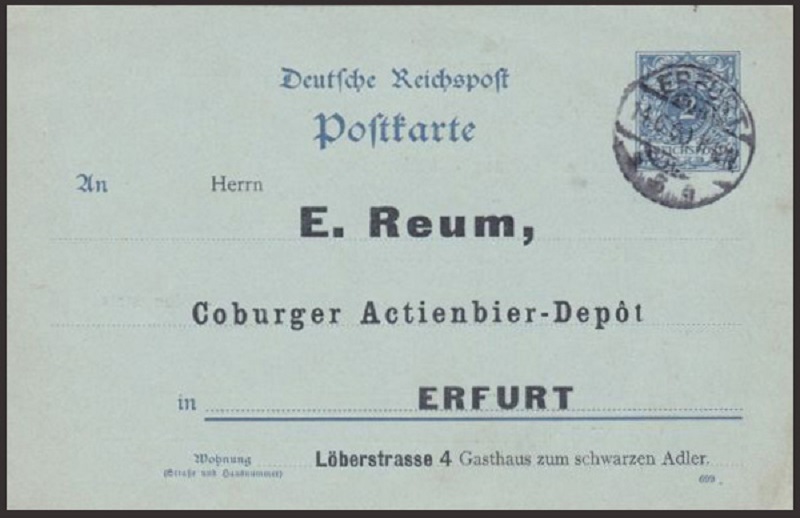 Deutsche Reichspost
Postkarte
ERFURT
REICHSPOST
An Herrn
E. Reum,
Coburger Actienbier-Depôt
in ERFURT
Wohnung
(Straße und Hausnummer)
Löberstrasse 4 Gasthaus zum schwarzen Adler.
699